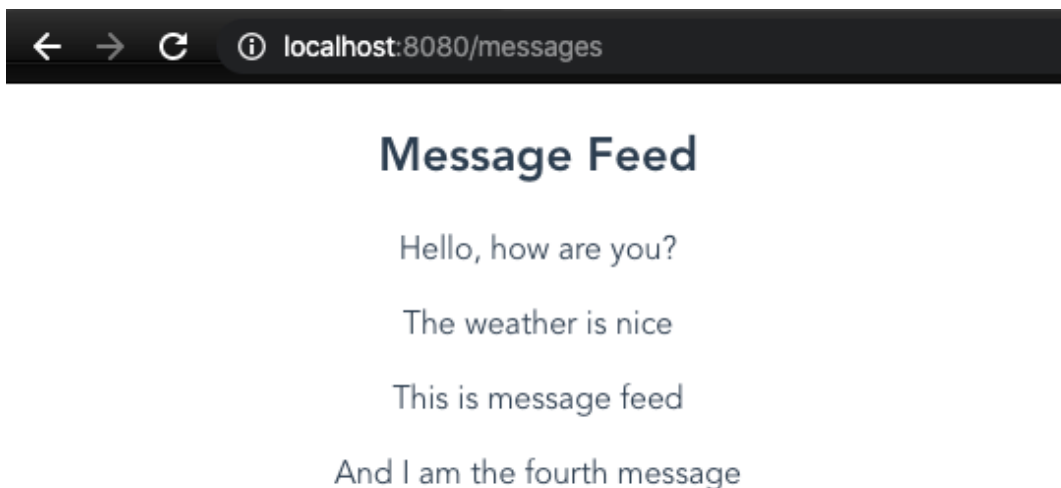 localhost:8080/messages
Message Feed
Hello, how are you?
The weather is nice
This is message feed
And I am the fourth message